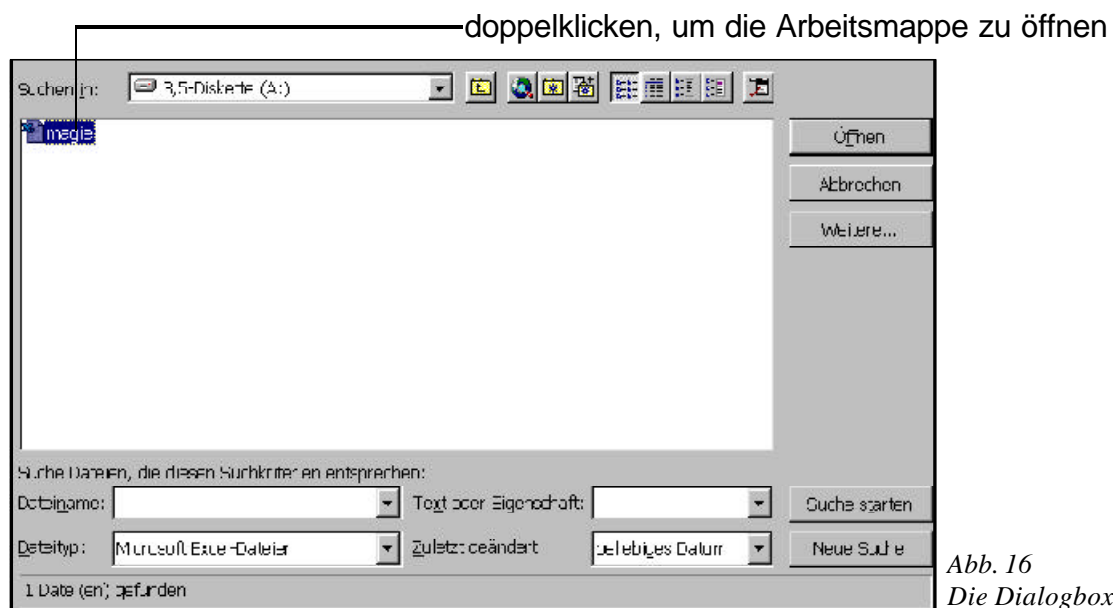 doppelklicken, um die Arbeitsmappe zu öffnen
Suchen in: 3,5-Diskette (A:)
magie
Öffnen
Abbrechen
Weitere...
Suche Dateien, die diesen Suchkriterien entsprechen:
Dateiname: Text oder Eigenschaft: Suche starten
Dateityp: Microsoft Excel-Dateien Zuletzt geändert beliebiges Datum Neue Suche
1 Datei(en) gefunden
Abb. 16
Die Dialogbox